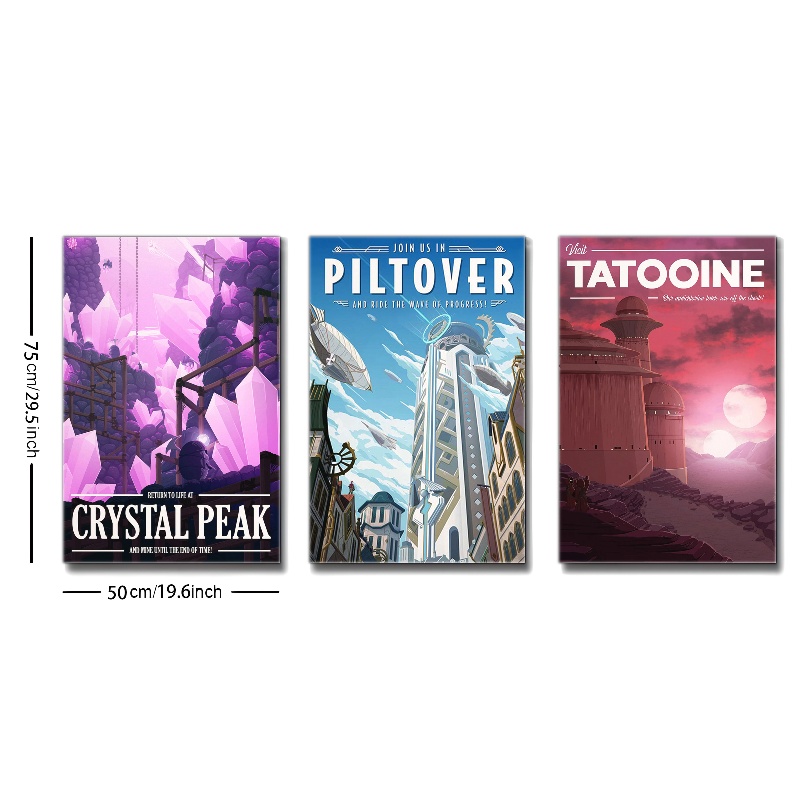 75cm/29.5inch
50cm/19.6inch
RETURN TO LIFE AT
CRYSTAL PEAK
AND MINE UNTIL THE END OF TIME!
JOIN US IN
PILTOVER
AND RIDE THE WAKE OF PROGRESS!
Visit
TATOOINE